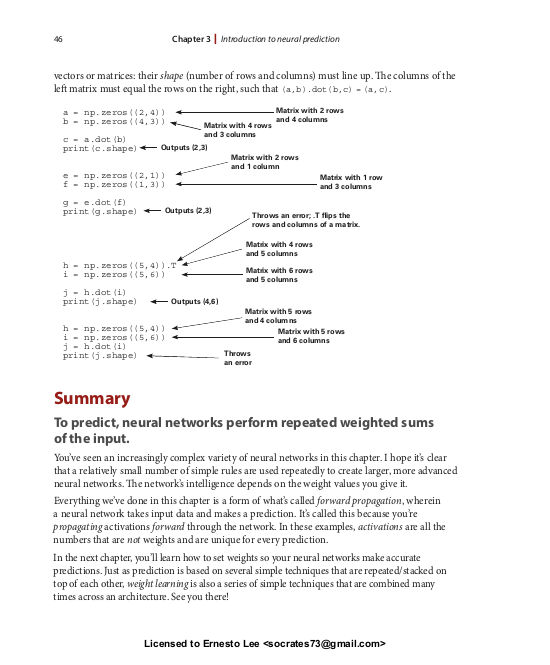 46
Chapter 3 | Introduction to neural prediction
vectors or matrices: their shape (number of rows and columns) must line up. The columns of the
left matrix must equal the rows on the right, such that (a,b).dot(b,c) = (a,c).
a = np.zeros((2,4))
Matrix with 2 rows
and 4 columns
b = np.zeros((4,3))
Matrix with 4 rows
and 3 columns
c = a.dot(b)
print(c.shape)
Outputs (2,3)
Matrix with 2 rows
and 1 column
e = np.zeros((2,1))
f = np.zeros((1,3))
Matrix with 1 row
and 3 columns
g = e.dot(f)
print(g.shape)
Outputs (2,3)
Throws an error; .T flips the
rows and columns of a matrix.
Matrix with 4 rows
and 5 columns
h = np.zeros((5,4)).T
i = np.zeros((5,6))
Matrix with 6 rows
and 5 columns
j = h.dot(i)
print(j.shape)
Outputs (4,6)
Matrix with 5 rows
and 4 columns
h = np.zeros((5,4))
i = np.zeros((5,6))
Matrix with 5 rows
and 6 columns
j = h.dot(i)
print(j.shape)
Throws
an error
Summary
To predict, neural networks perform repeated weighted sums
of the input.
You've seen an increasingly complex variety of neural networks in this chapter. I hope it's clear
that a relatively small number of simple rules are used repeatedly to create larger, more advanced
neural networks. The network's intelligence depends on the weight values you give it.
Everything we've done in this chapter is a form of what's called forward propagation, wherein
a neural network takes input data and makes a prediction. It's called this because you're
propagating activations forward through the network. In these examples, activations are all the
numbers that are not weights and are unique for every prediction.
In the next chapter, you'll learn how to set weights so your neural networks make accurate
predictions. Just as prediction is based on several simple techniques that are repeated/stacked on
top of each other, weight learning is also a series of simple techniques that are combined many
times across an architecture. See you there!
Licensed to Ernesto Lee <socrates73@gmail.com>